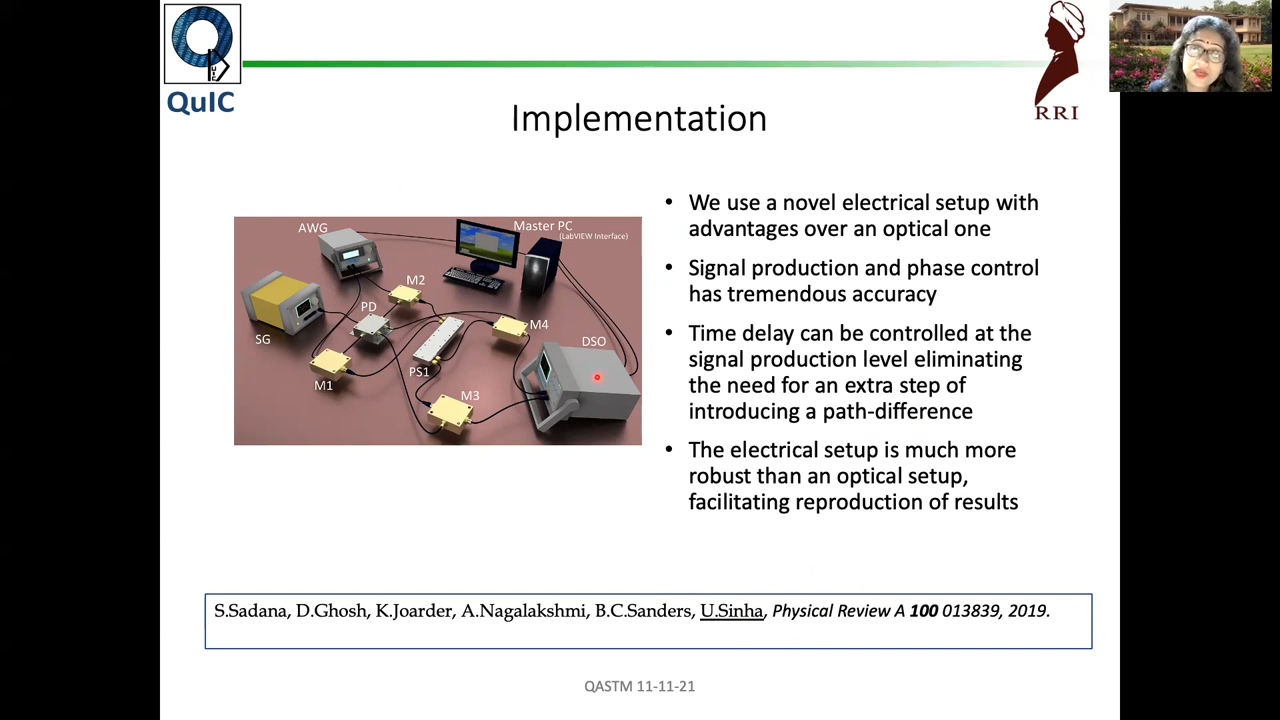 QuIC
QuIC
RRI
Implementation
AWG
Master PC
(LabVIEW Interface)
M2
PD
M4
SG
DSO
PS1
M1
M3
• We use a novel electrical setup with
advantages over an optical one
• Signal production and phase control
has tremendous accuracy
• Time delay can be controlled at the
signal production level eliminating
the need for an extra step of
introducing a path-difference
• The electrical setup is much more
robust than an optical setup,
facilitating reproduction of results
S.Sadana, D.Ghosh, K.Joarder, A.Nagalakshmi, B.C.Sanders, U.Sinha, Physical Review A 100 013839, 2019.
QASTM 11-11-21